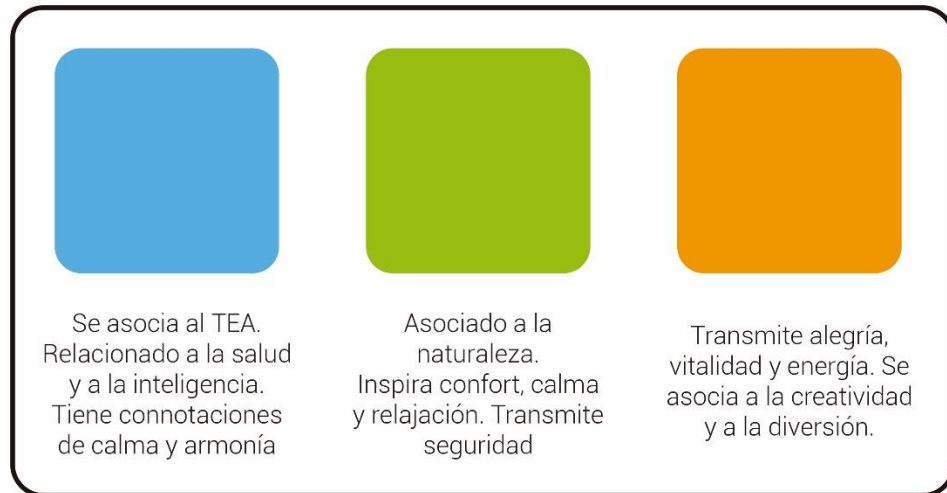 Se asocia al TEA.
Relacionado a la salud
y a la inteligencia.
Tiene connotaciones
de calma y armonía
Asociado a la
naturaleza.
Inspira confort, calma
y relajación. Transmite
seguridad
Transmite alegría,
vitalidad y energía. Se
asocia a la creatividad
y a la diversión.